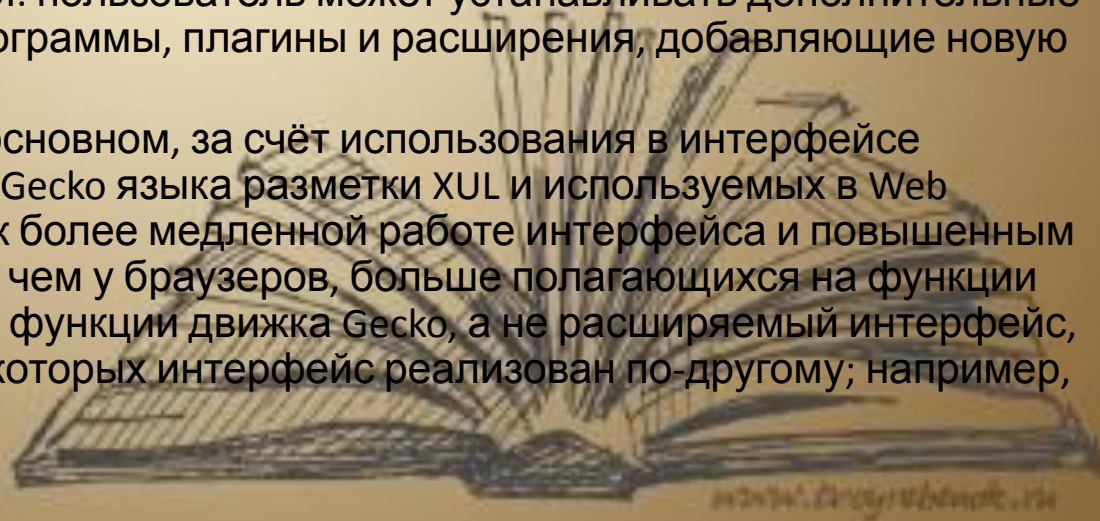 пользователь может устанавливать дополнительные
ограммы, плагины и расширения, добавляющие новую
основном, за счёт использования в интерфейсе
Gecko языка разметки XUL и используемых в Web
к более медленной работе интерфейса и повышенным
чем у браузеров, больше полагающихся на функции
функции движка Gecko, а не расширяемый интерфейс,
которых интерфейс реализован по-другому; например,